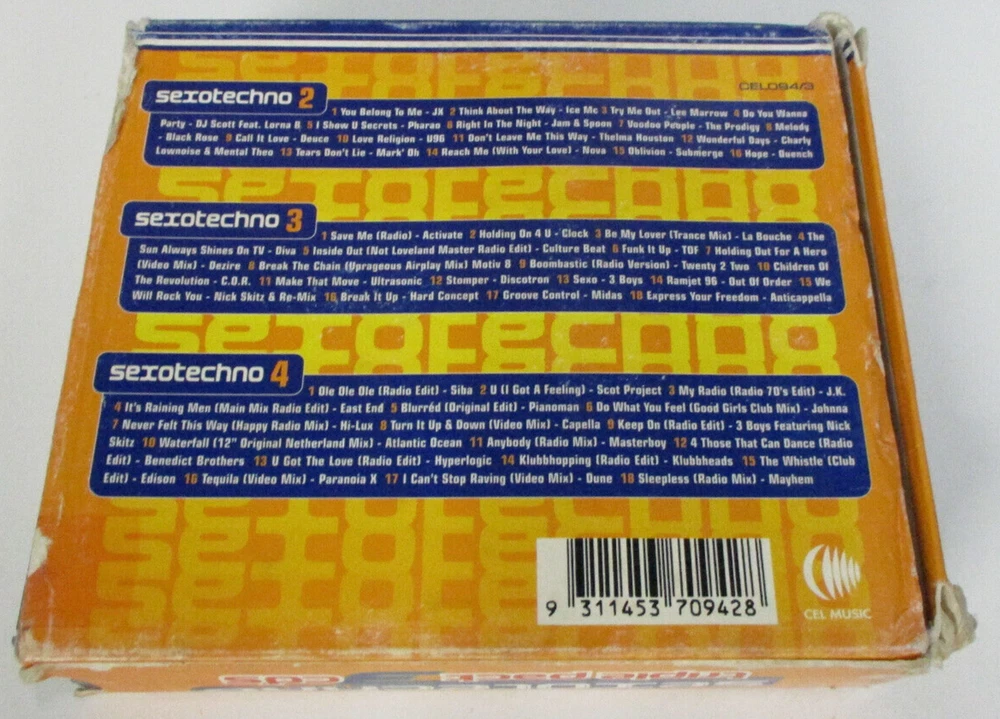 CEL094/3
sexotechno 2
1 You Belong To Me - JX 2 Think About The Way - Ice Mc 3 Try Me Out - Lee Marrow 4 Do You Wanna
Party - DJ Scott Feat. Lorna B. 5 I Show U Secrets - Pharao 6 Right In The Night - Jam & Spoon 7 Voodoo People - The Prodigy 8 Melody
- Black Rose 9 Call It Love - Deuce 10 Love Religion - U96 11 Don't Leave Me This Way - Thelma Houston 12 Wonderful Days - Charly
Lownoise & Mental Theo 13 Tears Don't Lie - Mark' Oh 14 Reach Me (With Your Love) - Nova 15 Oblivion - Submerge 16 Hope - Quench
sexotechno
sexotechno 3
1 Save Me (Radio) - Activate 2 Holding On 4 U - Clock 3 Be My Lover (Trance Mix) - La Bouche 4 The
Sun Always Shines On TV - Diva 5 Inside Out (Not Loveland Master Radio Edit) - Culture Beat 6 Funk It Up - TOF 7 Holding Out For A Hero
(Video Mix) - Dezire 8 Break The Chain (Uprageous Airplay Mix) Motiv 8 9 Boombastic (Radio Version) - Twenty 2 Two 10 Children Of
The Revolution - C.O.R. 11 Make That Move - Ultrasonic 12 Stomper - Discotron 13 Sexo - 3 Boys 14 Ramjet 96 - Out Of Order 15 We
Will Rock You - Nick Skitz & Re-Mix 16 Break It Up - Hard Concept 17 Groove Control - Midas 18 Express Your Freedom - Anticappella
sexotechno
sexotechno 4
1 Ole Ole Ole (Radio Edit) - Siba 2 U (I Got A Feeling) - Scot Project 3 My Radio (Radio 70's Edit) - J.K.
4 It's Raining Men (Main Mix Radio Edit) - East End 5 Blurred (Original Edit) - Pianoman 6 Do What You Feel (Good Girls Club Mix) - Johnna
7 Never Felt This Way (Happy Radio Mix) - Hi-Lux 8 Turn It Up & Down (Video Mix) - Capella 9 Keep On (Radio Edit) - 3 Boys Featuring Nick
Skitz 10 Waterfall (12" Original Netherland Mix) - Atlantic Ocean 11 Anybody (Radio Mix) - Masterboy 12 4 Those That Can Dance (Radio
Edit) - Benedict Brothers 13 U Got The Love (Radio Edit) - Hyperlogic 14 Klubbhopping (Radio Edit) - Klubbheads 15 The Whistle (Club
Edit) - Edison 16 Tequila (Video Mix) - Paranoia X 17 I Can't Stop Raving (Video Mix) - Dune 18 Sleepless (Radio Mix) - Mayhem
9 311453 709428
CEL MUSIC
triple pack 3 CDs